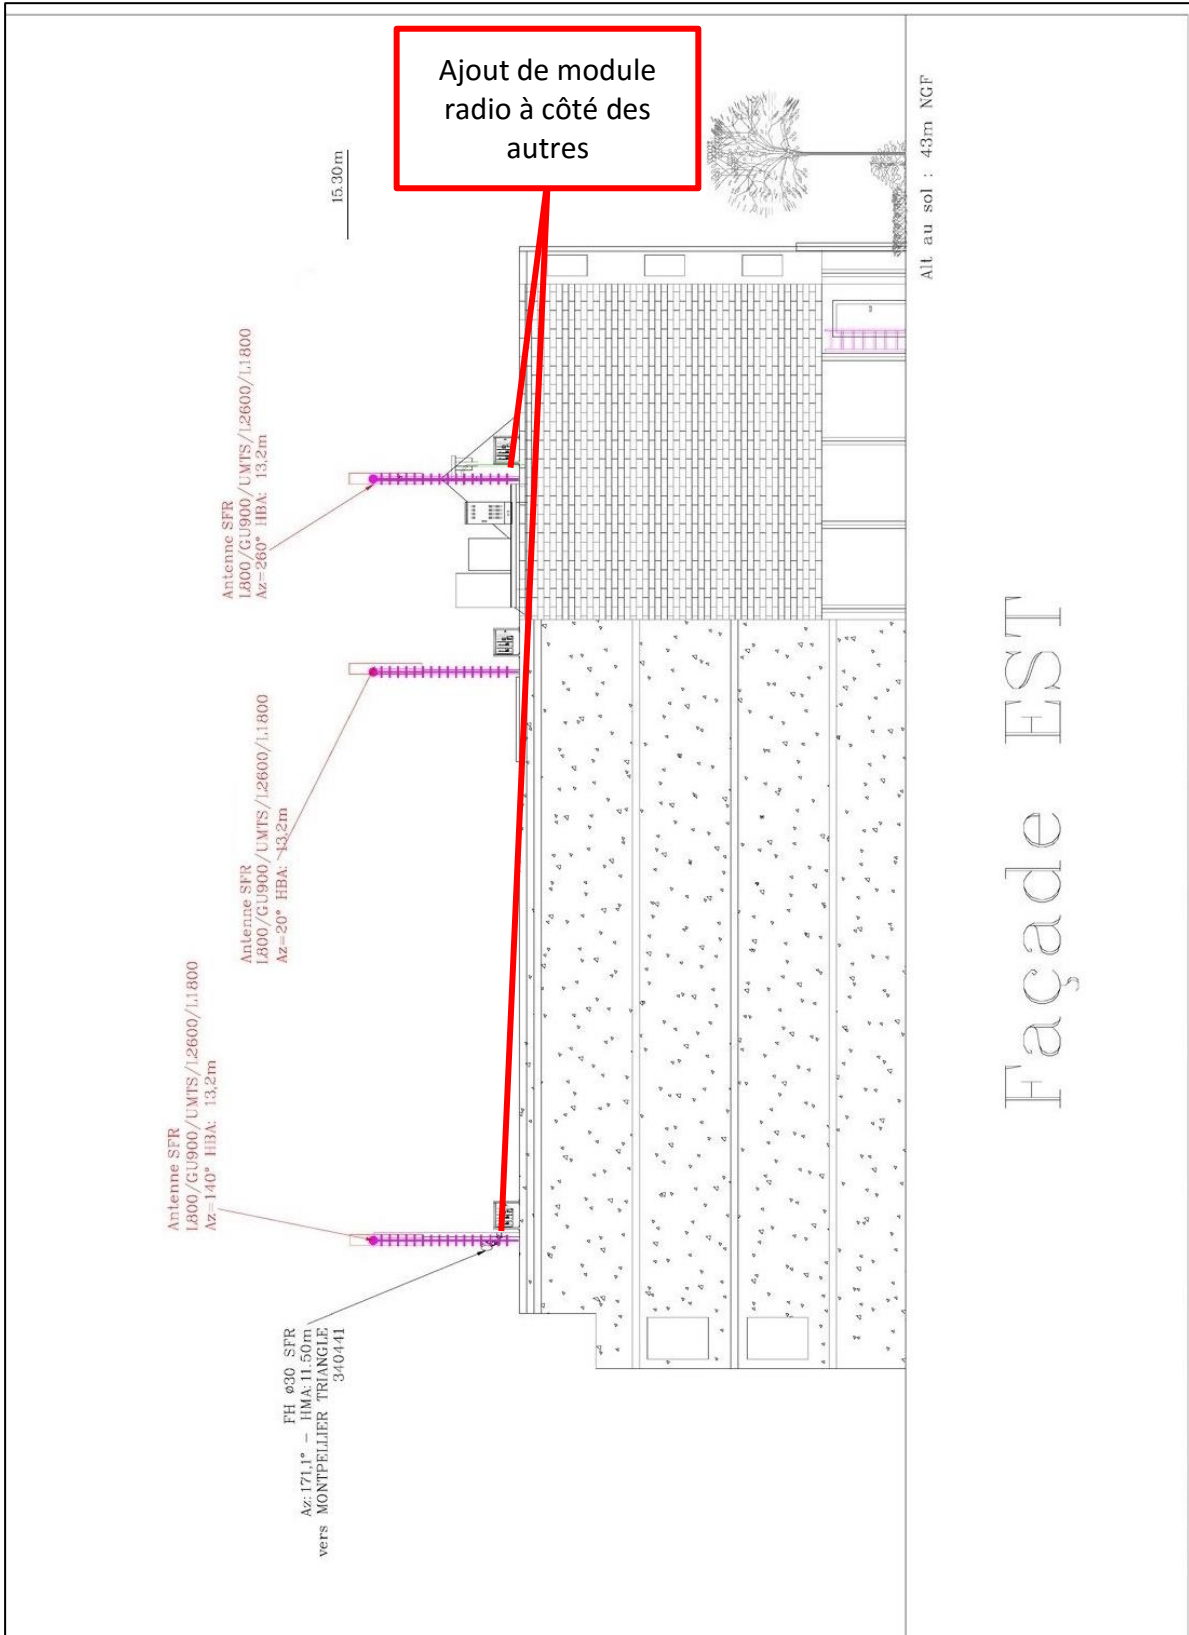 Ajout de module
radio à côté des
autres
15.30m
Alt au sol : 43m NGF
Antenne SFR
L800/GU900/UMTS/L2600/L1800
Az=260° HBA: 13,2m
Antenne SFR
L800/GU900/UMTS/L2600/L1800
Az=20° HBA: 13,2m
Antenne SFR
L800/GU900/UMTS/L2600/L1800
Az=140° HBA: 13,2m
FH ø30 SFR
Az:171,1° - HMA:11.50m
vers MONTPELLIER TRIANGLE
340441
Façade EST